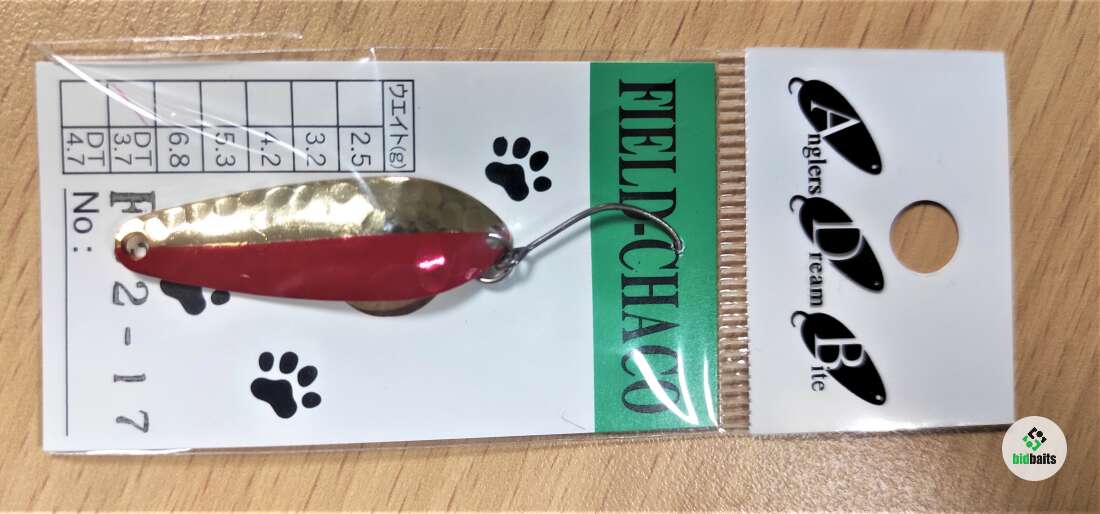 Anglers
Dream
Bite
FIELD-CHACO
ウエイト(g)
2.5
3.2
4.2
5.3
6.8
DT
3.7
DT
4.7
No:
2-17
bidbaits